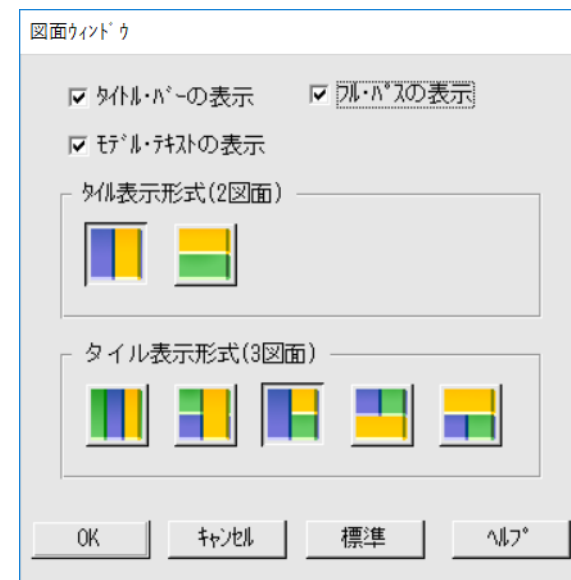 図面ｳｨﾝﾄﾞｳ
ﾀｲﾄﾙ･ﾊﾞｰの表示 ﾌﾙ･ﾊﾟｽの表示
ﾓﾃﾞﾙ･ﾃｷｽﾄの表示
ﾀｲﾙ表示形式(2図面)
タイル表示形式(3図面)
OK ｷｬﾝｾﾙ 標準 ﾍﾙﾌﾟ